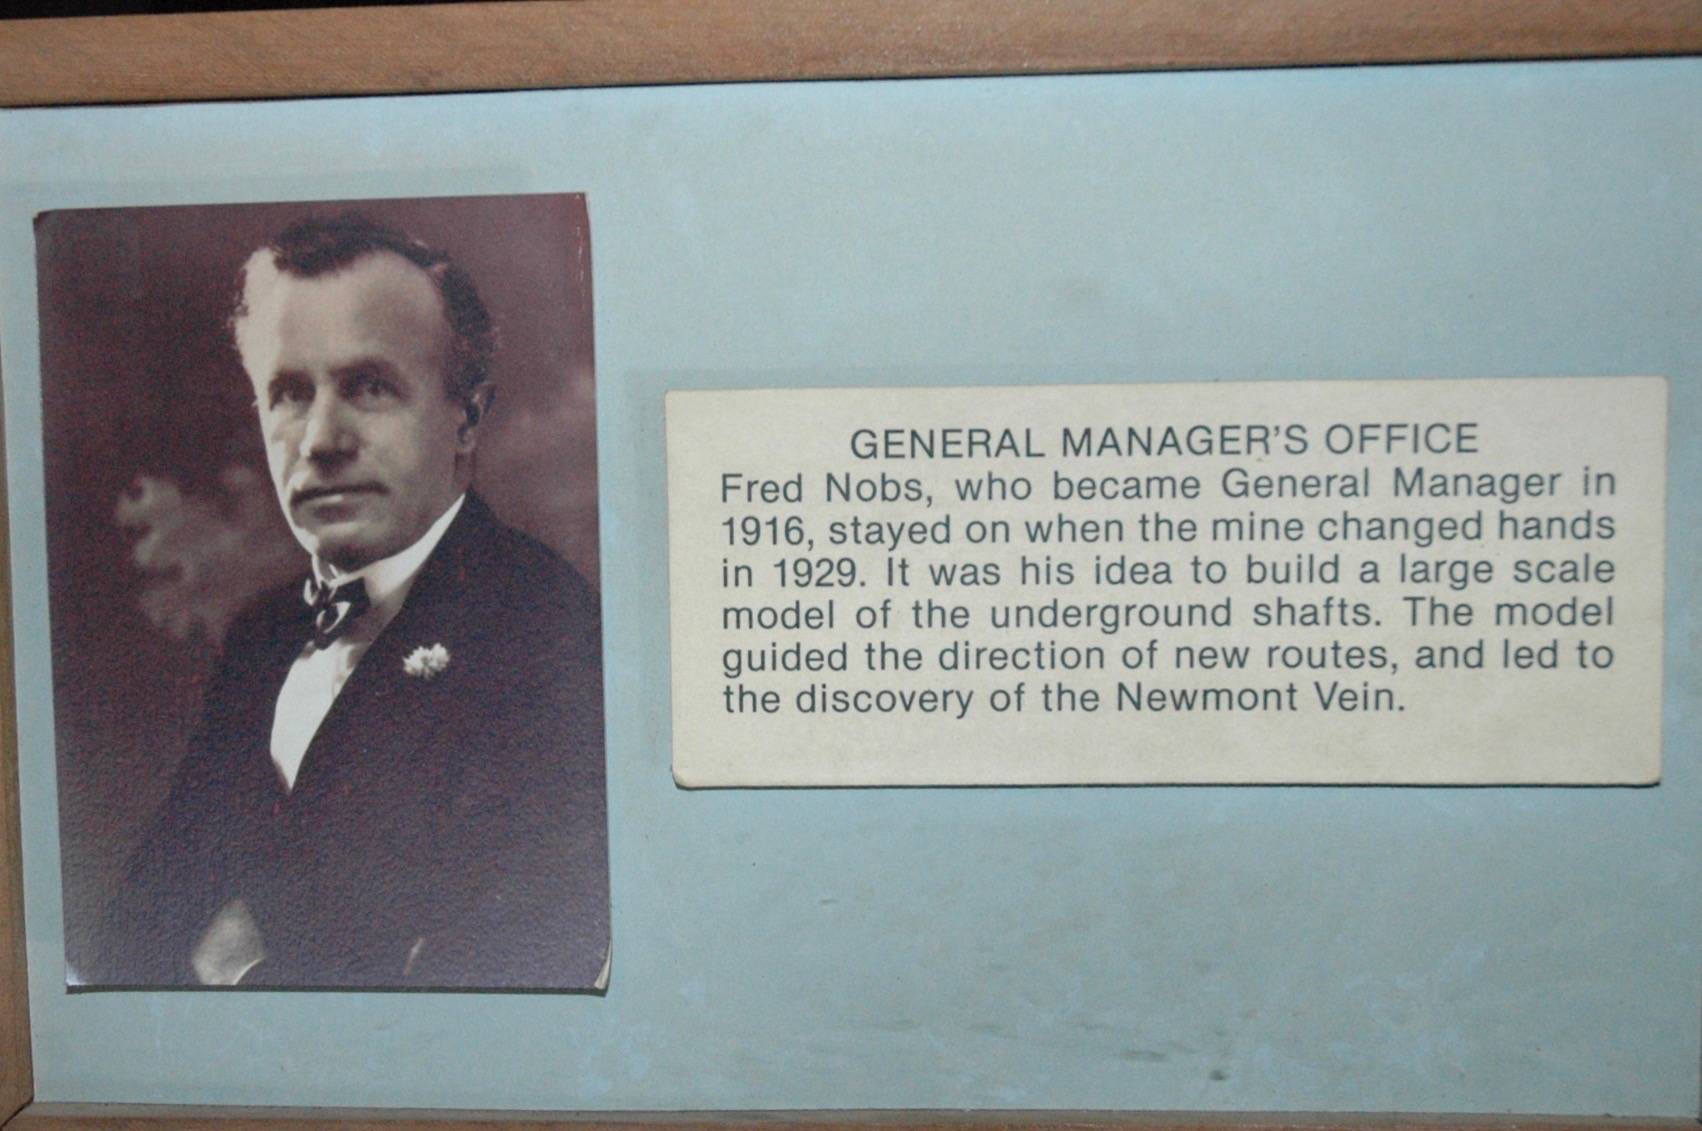 GENERAL MANAGER'S OFFICE
Fred Nobs, who became General Manager in
1916, stayed on when the mine changed hands
in 1929. It was his idea to build a large scale
model of the underground shafts. The model
guided the direction of new routes, and led to
the discovery of the Newmont Vein.